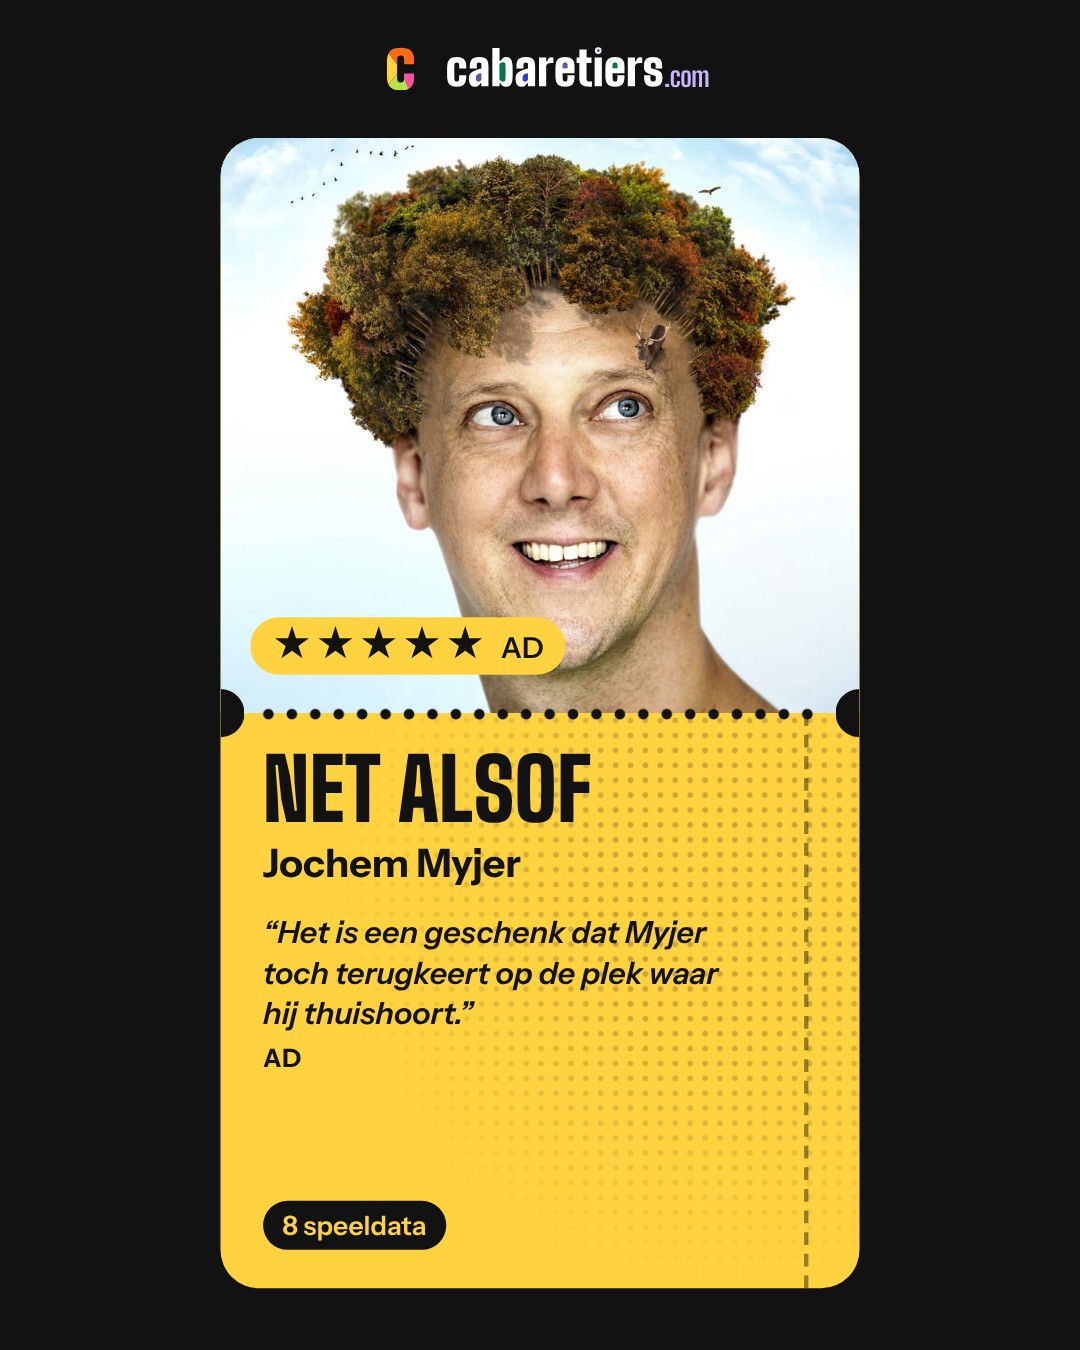 cabaretiers.com
★★★★★ AD
NET ALSOF
Jochem Myjer
“Het is een geschenk dat Myjer
toch terugkeert op de plek waar
hij thuishoort.”
AD
8 speeldata